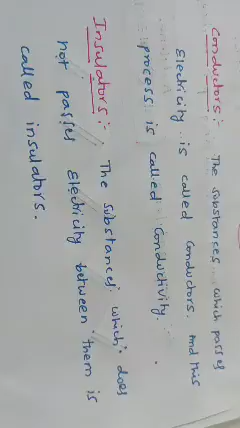 Conductors:- The substances which passes
Electricity is called Conductors. And this
process is called Conductivity.
Insulators:- The substances which does
not passes Electricity between them is
called insulators.